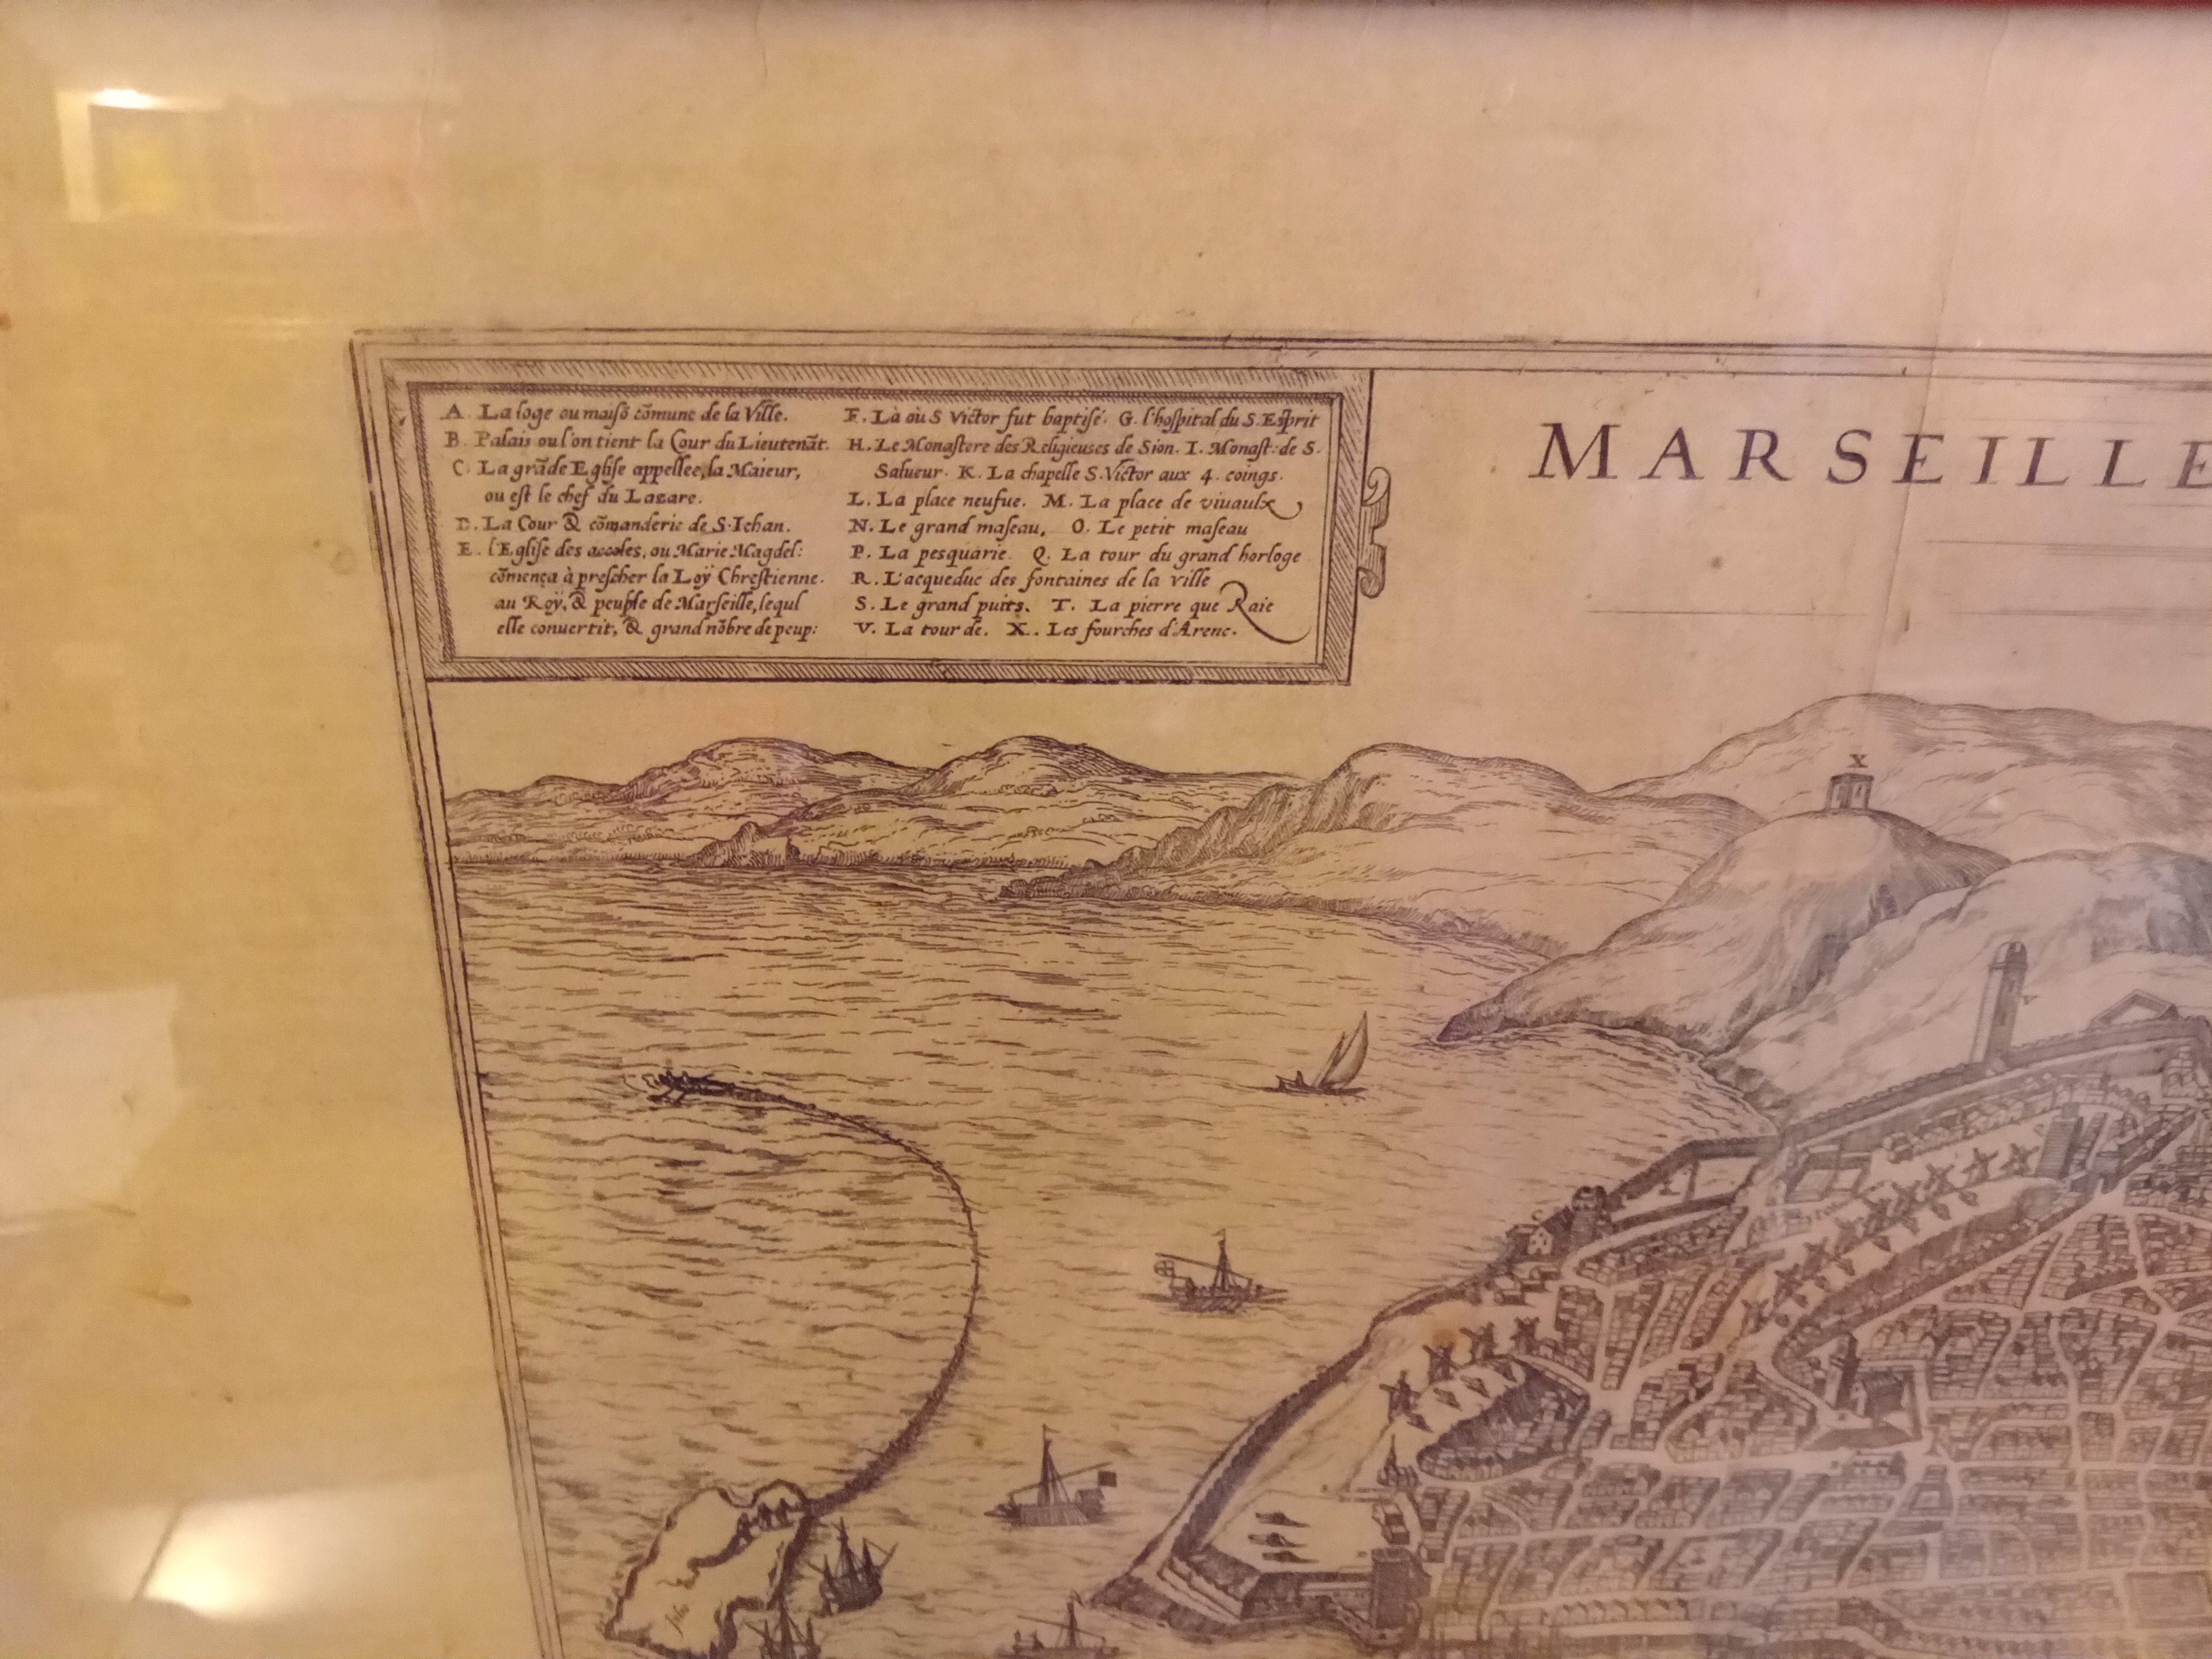 A. La loge ou maisõ cõmune de la Ville.
B. Palais ou l'on tient la Cour du Lieutenãt.
C. La grãde Eglise appellee, la Maieur,
ou est le chef du Lazare.
D. La Cour & cõmanderie de S. Iehan.
E. l'Eglise des accoles, ou Marie Magdel:
cõmença à prescher la Loÿ Chrestienne.
au Roÿ, & peuple de Marseille, lequl
elle conuertit, & grand nõbre de peup:
F. Là où S Victor fut baptisé. G. l'hospital du S. Esprit
H. Le Monastere des Religieuses de Sion. I. Monast: de S.
Salueur. K. La chapelle S. Victor aux 4. coings.
L. La place neufue. M. La place de viuaulx
N. Le grand maseau, O. Le petit maseau
P. La pesquarie. Q. La tour du grand horloge
R. L'acqueduc des fontaines de la ville
S. Le grand puits. T. La pierre que Raie
V. La tour de. X. Les fourches d'Arenc.
MARSEILLE
X
V
C